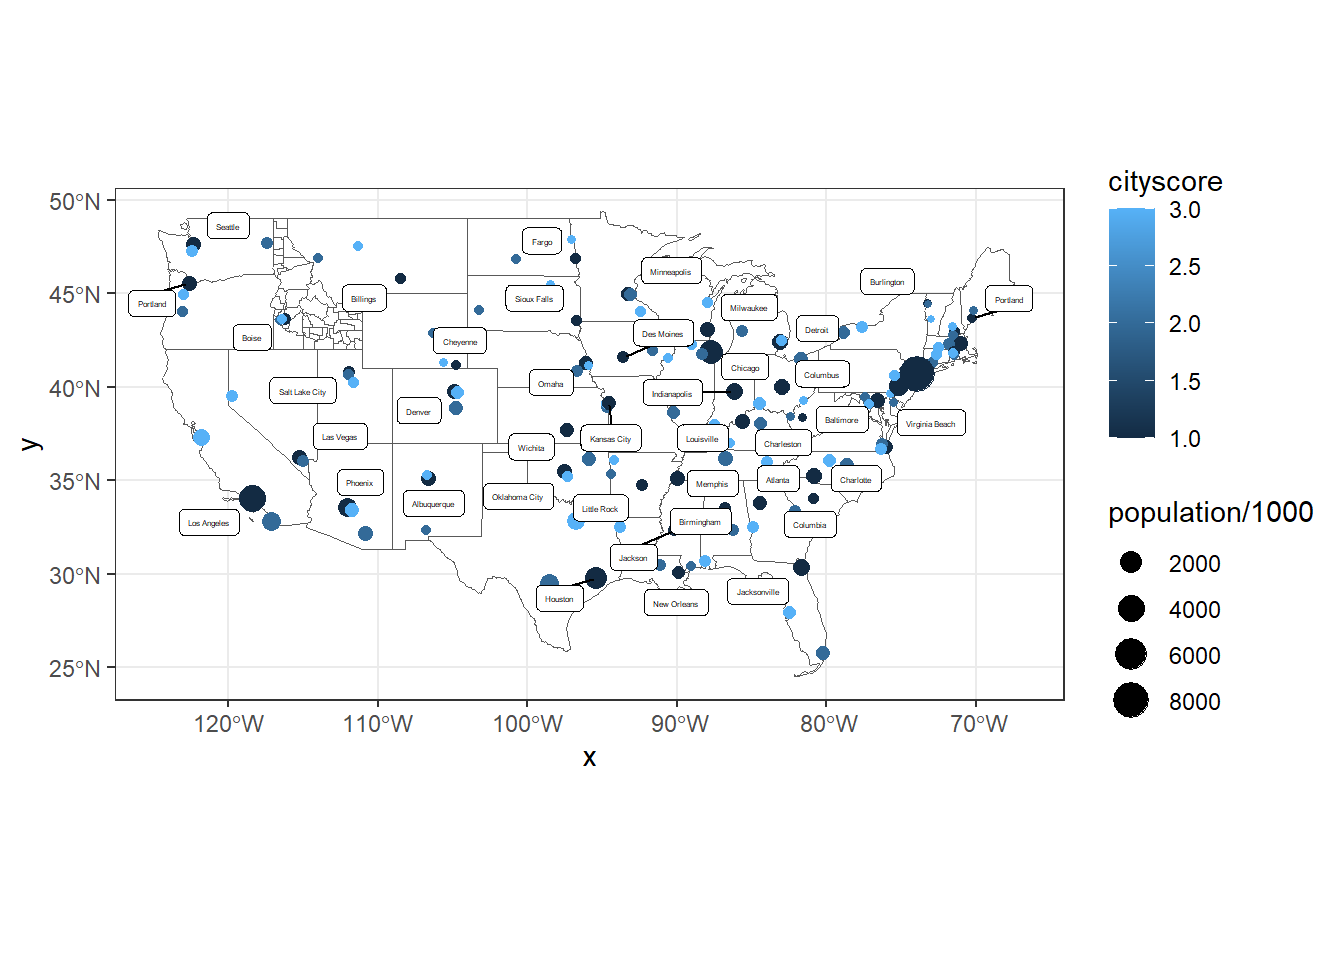 50°N
45°N
40°N
35°N
30°N
25°N
y
Seattle
Fargo
Minneapolis
Burlington
Portland
Billings
Sioux Falls
Portland
Milwaukee
Detroit
Boise
Cheyenne
Des Moines
Chicago
Columbus
Salt Lake City
Omaha
Indianapolis
Denver
Baltimore
Virginia Beach
Las Vegas
Wichita
Kansas City
Louisville
Charleston
Phoenix
Memphis
Atlanta
Charlotte
Albuquerque
Oklahoma City
Little Rock
Los Angeles
Birmingham
Columbia
Jackson
Houston
New Orleans
Jacksonville
120°W
110°W
100°W
90°W
80°W
70°W
x
cityscore
3.0
2.5
2.0
1.5
1.0
population/1000
2000
4000
6000
8000